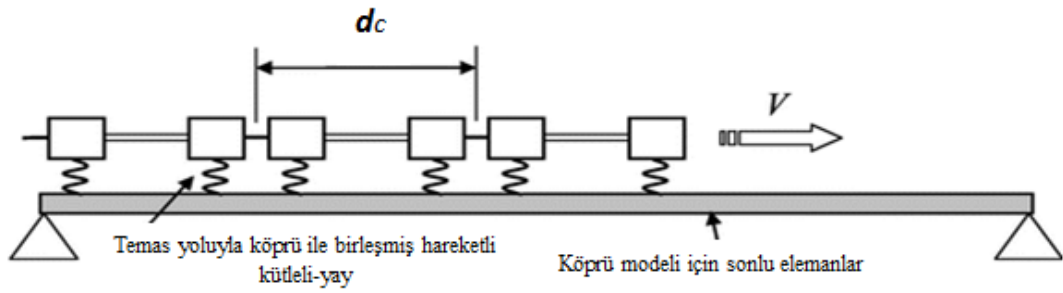 dc
V
Temas yoluyla köprü ile birleşmiş hareketli
kütleli-yay
Köprü modeli için sonlu elemanlar